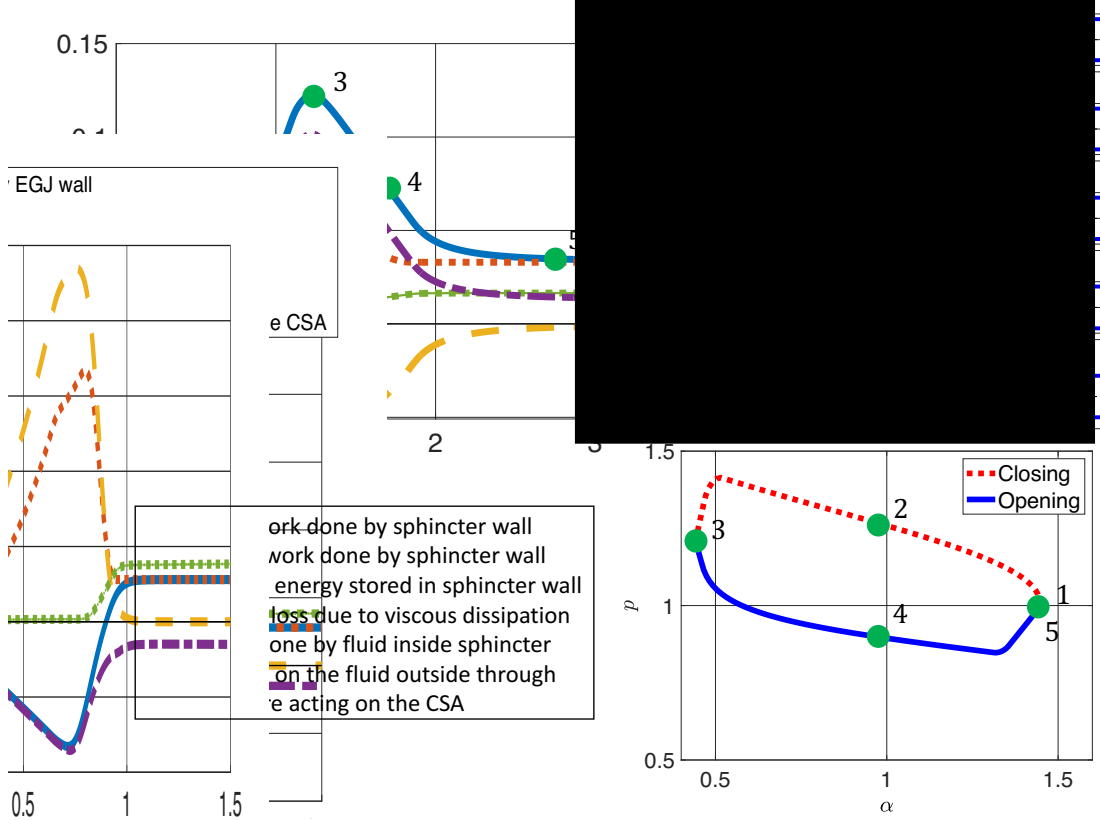 0.15
3
EGJ wall
4
e CSA
2
1.5
Closing
Opening
2
3
1
4
5
p
1
0.5
0.5
1
1.5
α
ork done by sphincter wall
work done by sphincter wall
energy stored in sphincter wall
loss due to viscous dissipation
one by fluid inside sphincter
on the fluid outside through
re acting on the CSA
0.5
1
1.5